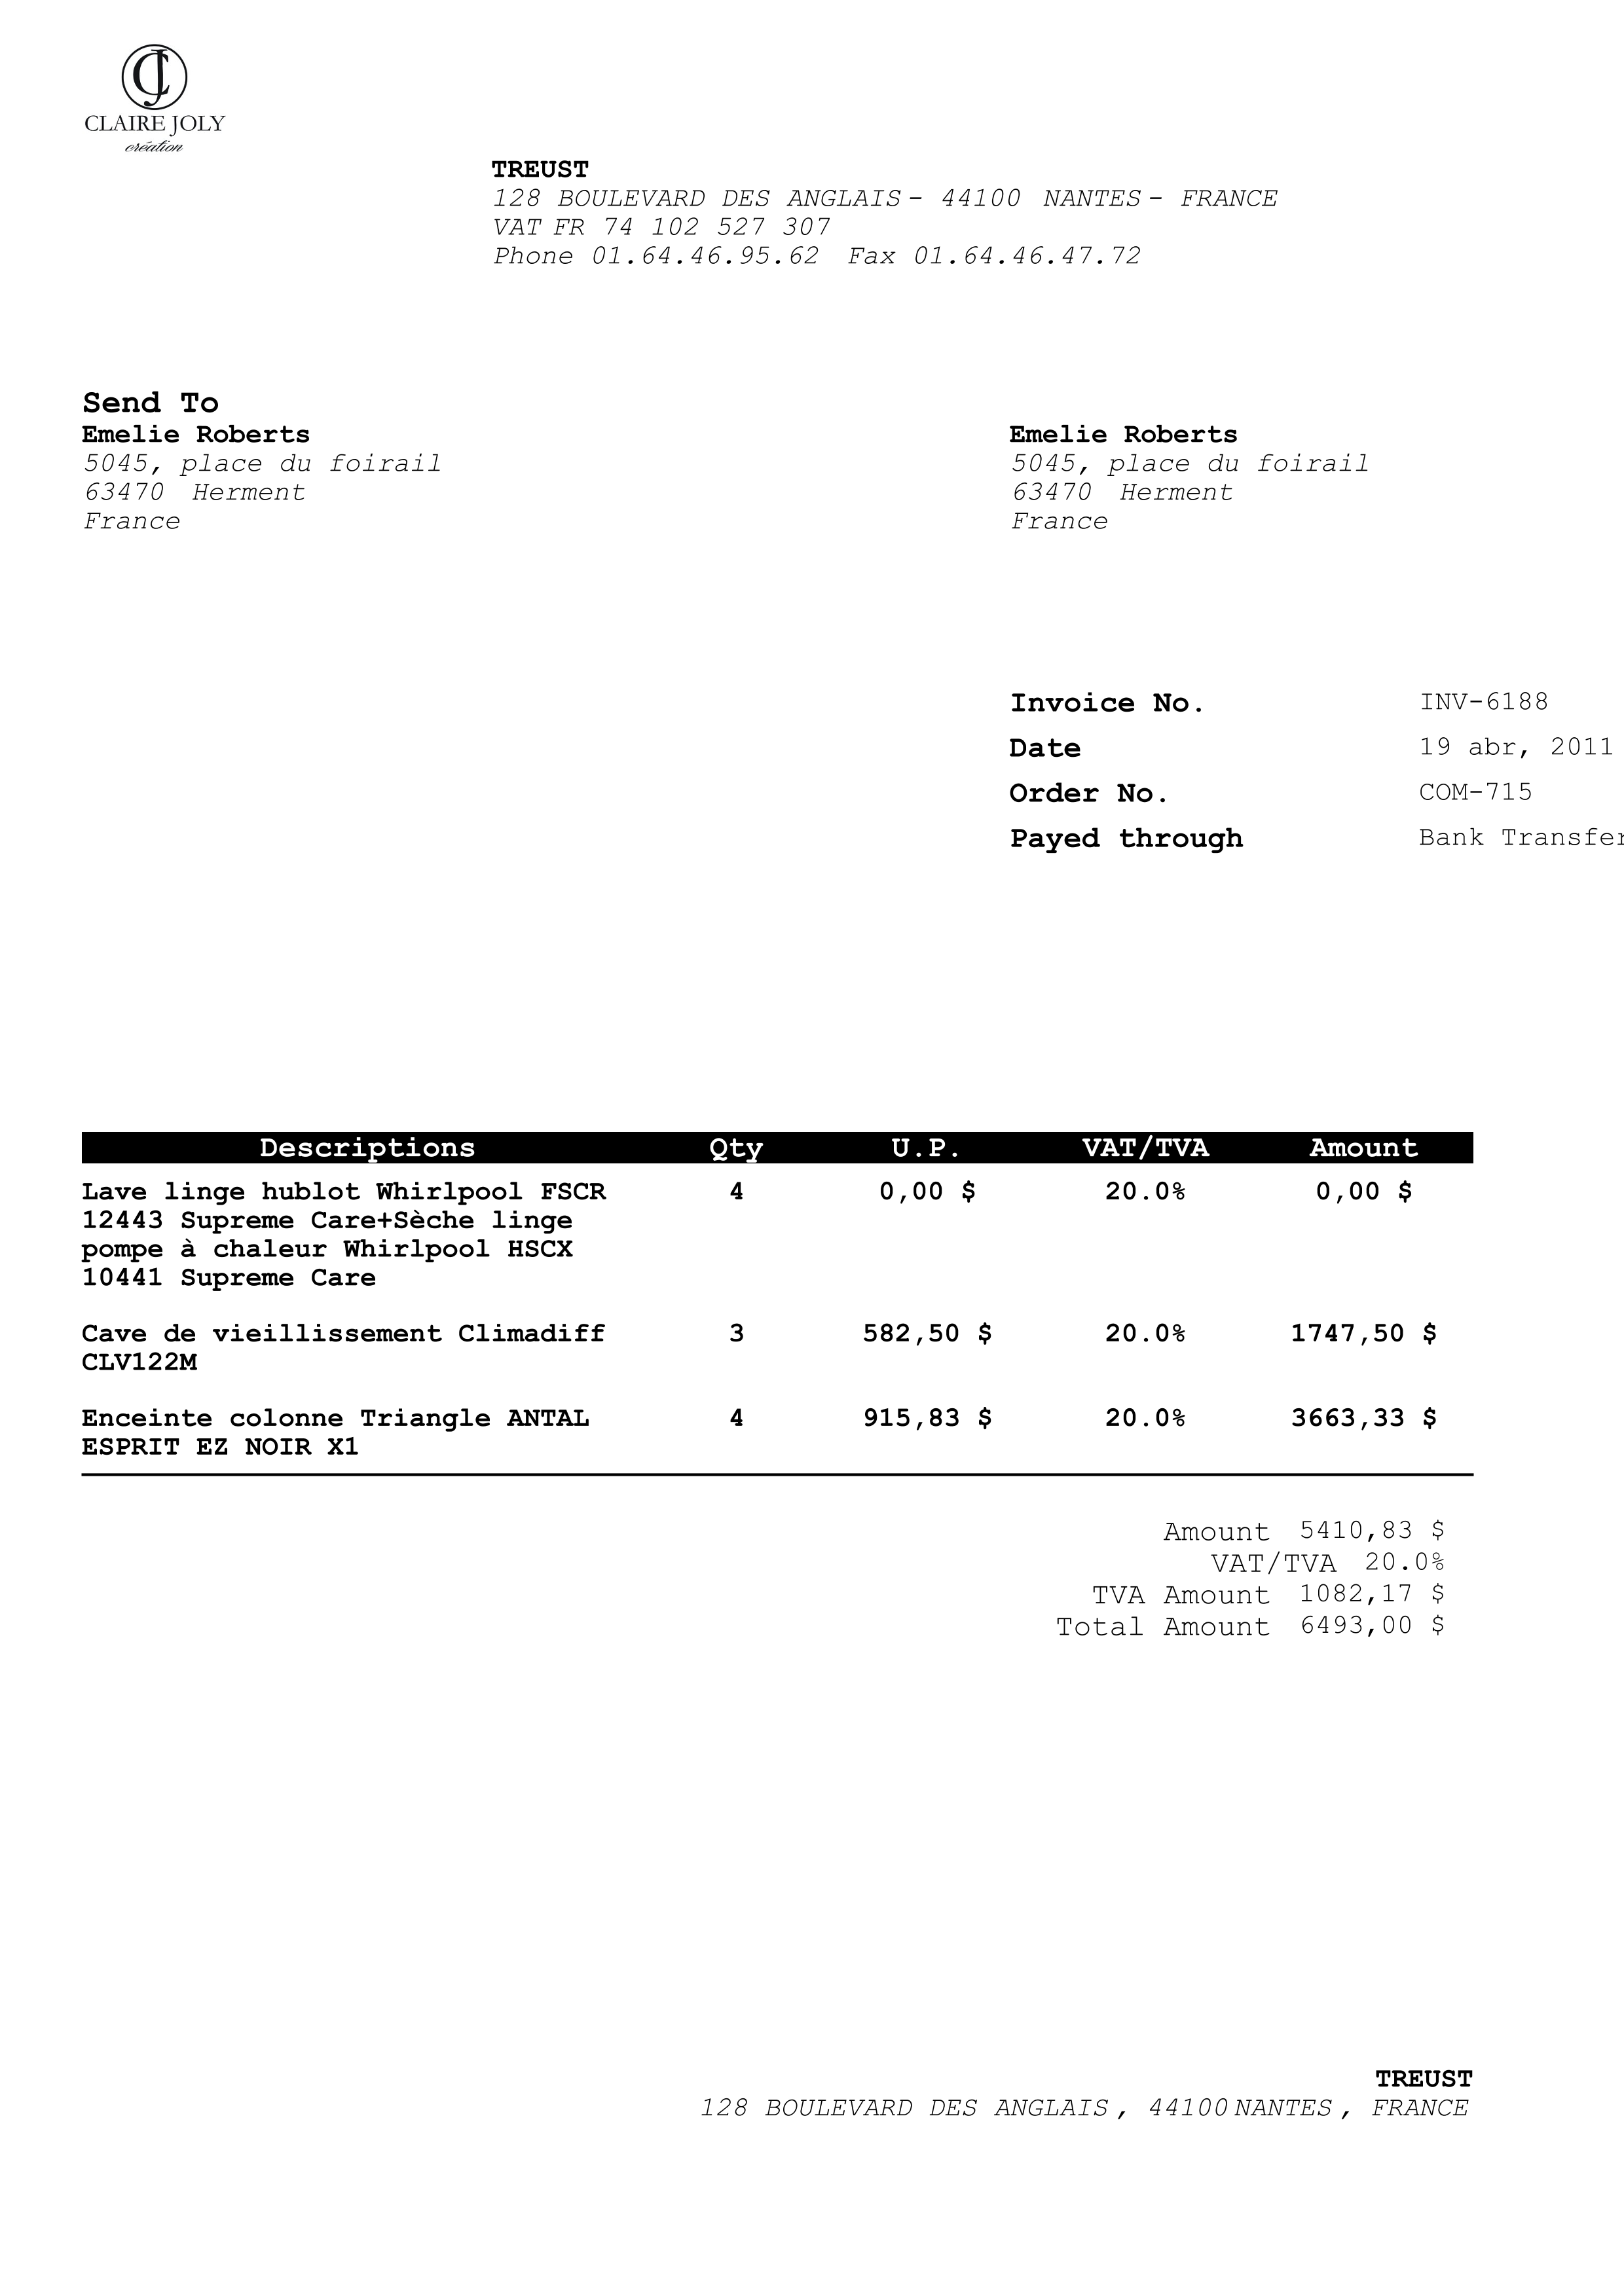 CJ
CLAIRE JOLY
création
TREUST
128 BOULEVARD DES ANGLAIS - 44100 NANTES - FRANCE
VAT FR 74 102 527 307
Phone 01.64.46.95.62 Fax 01.64.46.47.72
Send To
Emelie Roberts
5045, place du foirail
63470 Herment
France
Emelie Roberts
5045, place du foirail
63470 Herment
France
Invoice No. INV-6188
Date 19 abr, 2011
Order No. COM-715
Payed through Bank Transfer
Descriptions Qty U.P. VAT/TVA Amount
Lave linge hublot Whirlpool FSCR 4 0,00 $ 20.0% 0,00 $
12443 Supreme Care+Sèche linge
pompe à chaleur Whirlpool HSCX
10441 Supreme Care
Cave de vieillissement Climadiff 3 582,50 $ 20.0% 1747,50 $
CLV122M
Enceinte colonne Triangle ANTAL 4 915,83 $ 20.0% 3663,33 $
ESPRIT EZ NOIR X1
Amount 5410,83 $
VAT/TVA 20.0%
TVA Amount 1082,17 $
Total Amount 6493,00 $
TREUST
128 BOULEVARD DES ANGLAIS , 44100 NANTES , FRANCE